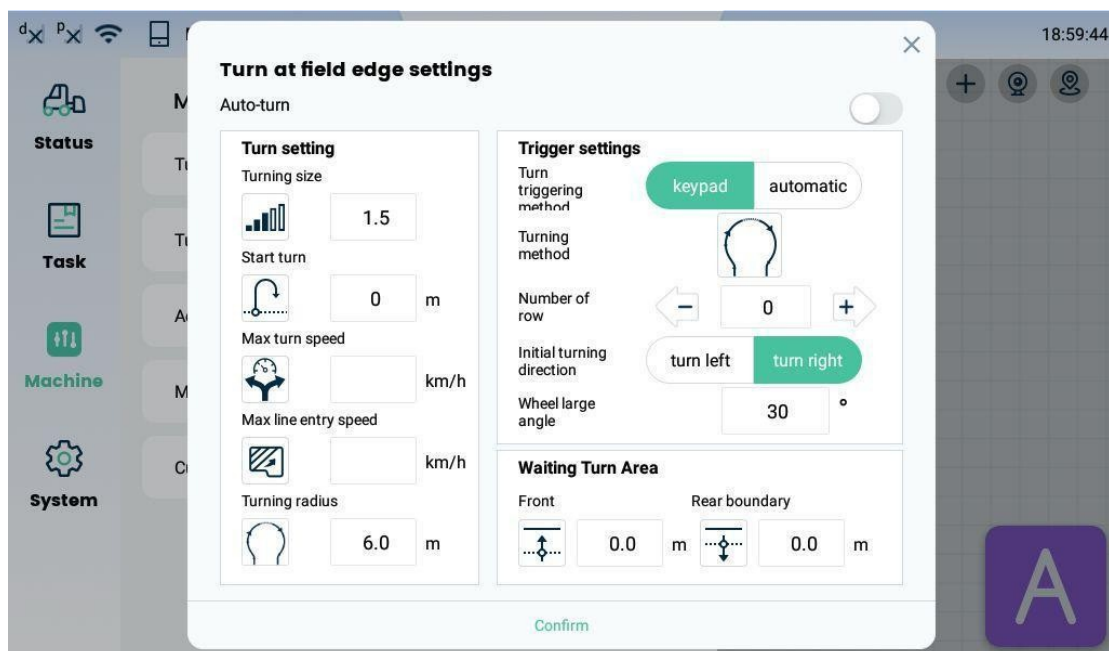 d P
18:59:44
Turn at field edge settings
Auto-turn
Status
Task
Machine
System
Turn setting
Turning size
1.5
Start turn
0 m
Max turn speed
km/h
Max line entry speed
km/h
Turning radius
6.0 m
Trigger settings
Turn
triggering
method
keypad automatic
Turning
method
Number of
row
− 0 +
Initial turning
direction
turn left turn right
Wheel large
angle
30 °
Waiting Turn Area
Front Rear boundary
0.0 m 0.0 m
Confirm
A